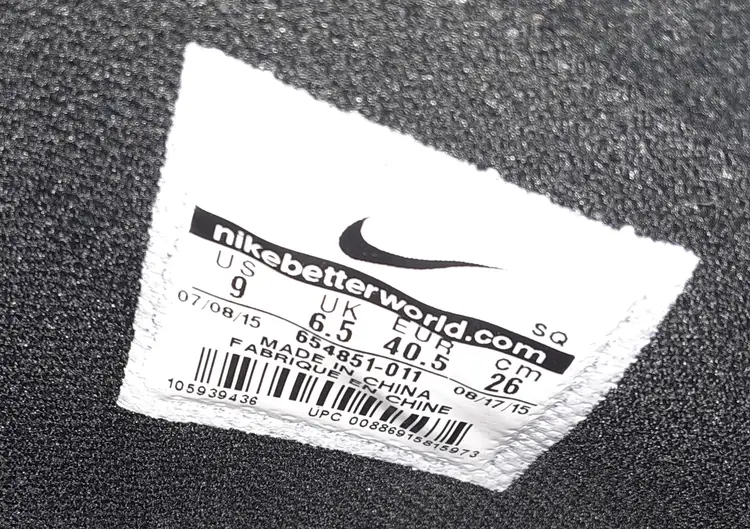 SQ
nikebetterworld.com
US UK EUR cm
9 6.5 40.5 26
07/08/15 654851-011 08/17/15
MADE IN CHINA
FABRIQUE EN CHINE
105939436
UPC 00886915815973